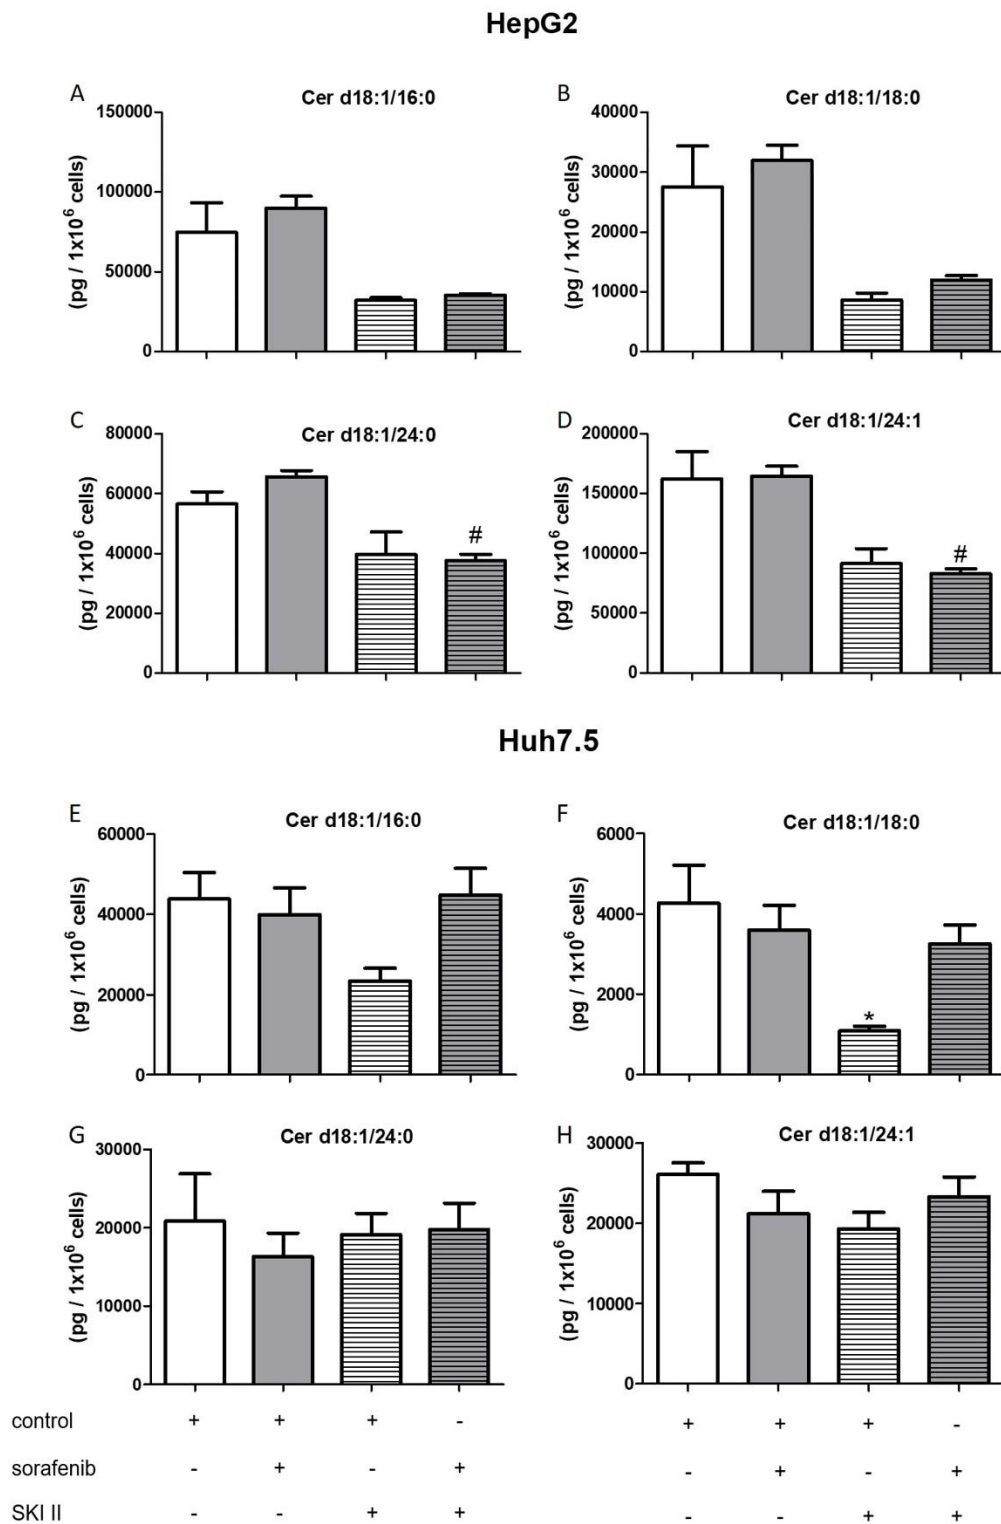 HepG2
A
Cer d18:1/16:0
(pg / 1x10⁶ cells)
150000
100000
50000
0
B
Cer d18:1/18:0
(pg / 1x10⁶ cells)
40000
30000
20000
10000
0
C
Cer d18:1/24:0
(pg / 1x10⁶ cells)
80000
60000
40000
20000
0
#
D
Cer d18:1/24:1
(pg / 1x10⁶ cells)
200000
150000
100000
50000
0
#
Huh7.5
E
Cer d18:1/16:0
(pg / 1x10⁶ cells)
60000
40000
20000
0
F
Cer d18:1/18:0
(pg / 1x10⁶ cells)
6000
4000
2000
0
*
G
Cer d18:1/24:0
(pg / 1x10⁶ cells)
30000
20000
10000
0
H
Cer d18:1/24:1
(pg / 1x10⁶ cells)
30000
20000
10000
0
control + + + - + + + -
sorafenib - + - + - + - +
SKI II - - + + - - + +